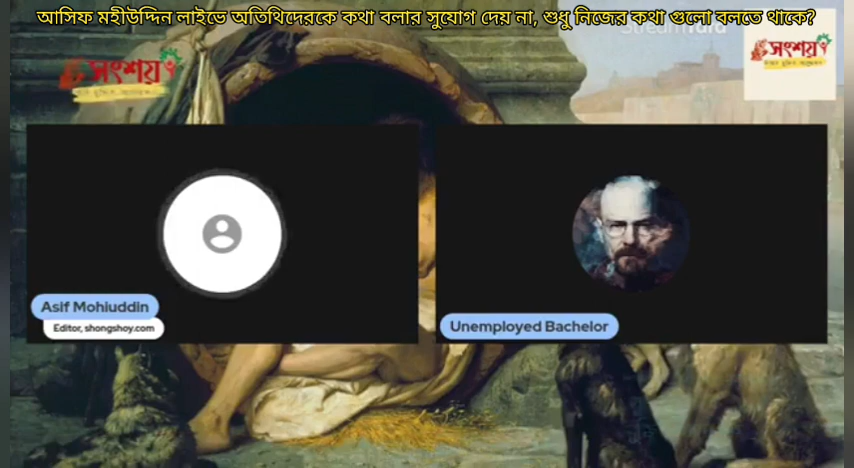 আসিফ মহীউদ্দিন লাইভে অতিথিদেরকে কথা বলার সুযোগ দেয় না, শুধু নিজের কথা গুলো বলতে থাকে?
StreamYard
সংশয়
সংশয়
Asif Mohiuddin
Editor, shongshoy.com
Unemployed Bachelor